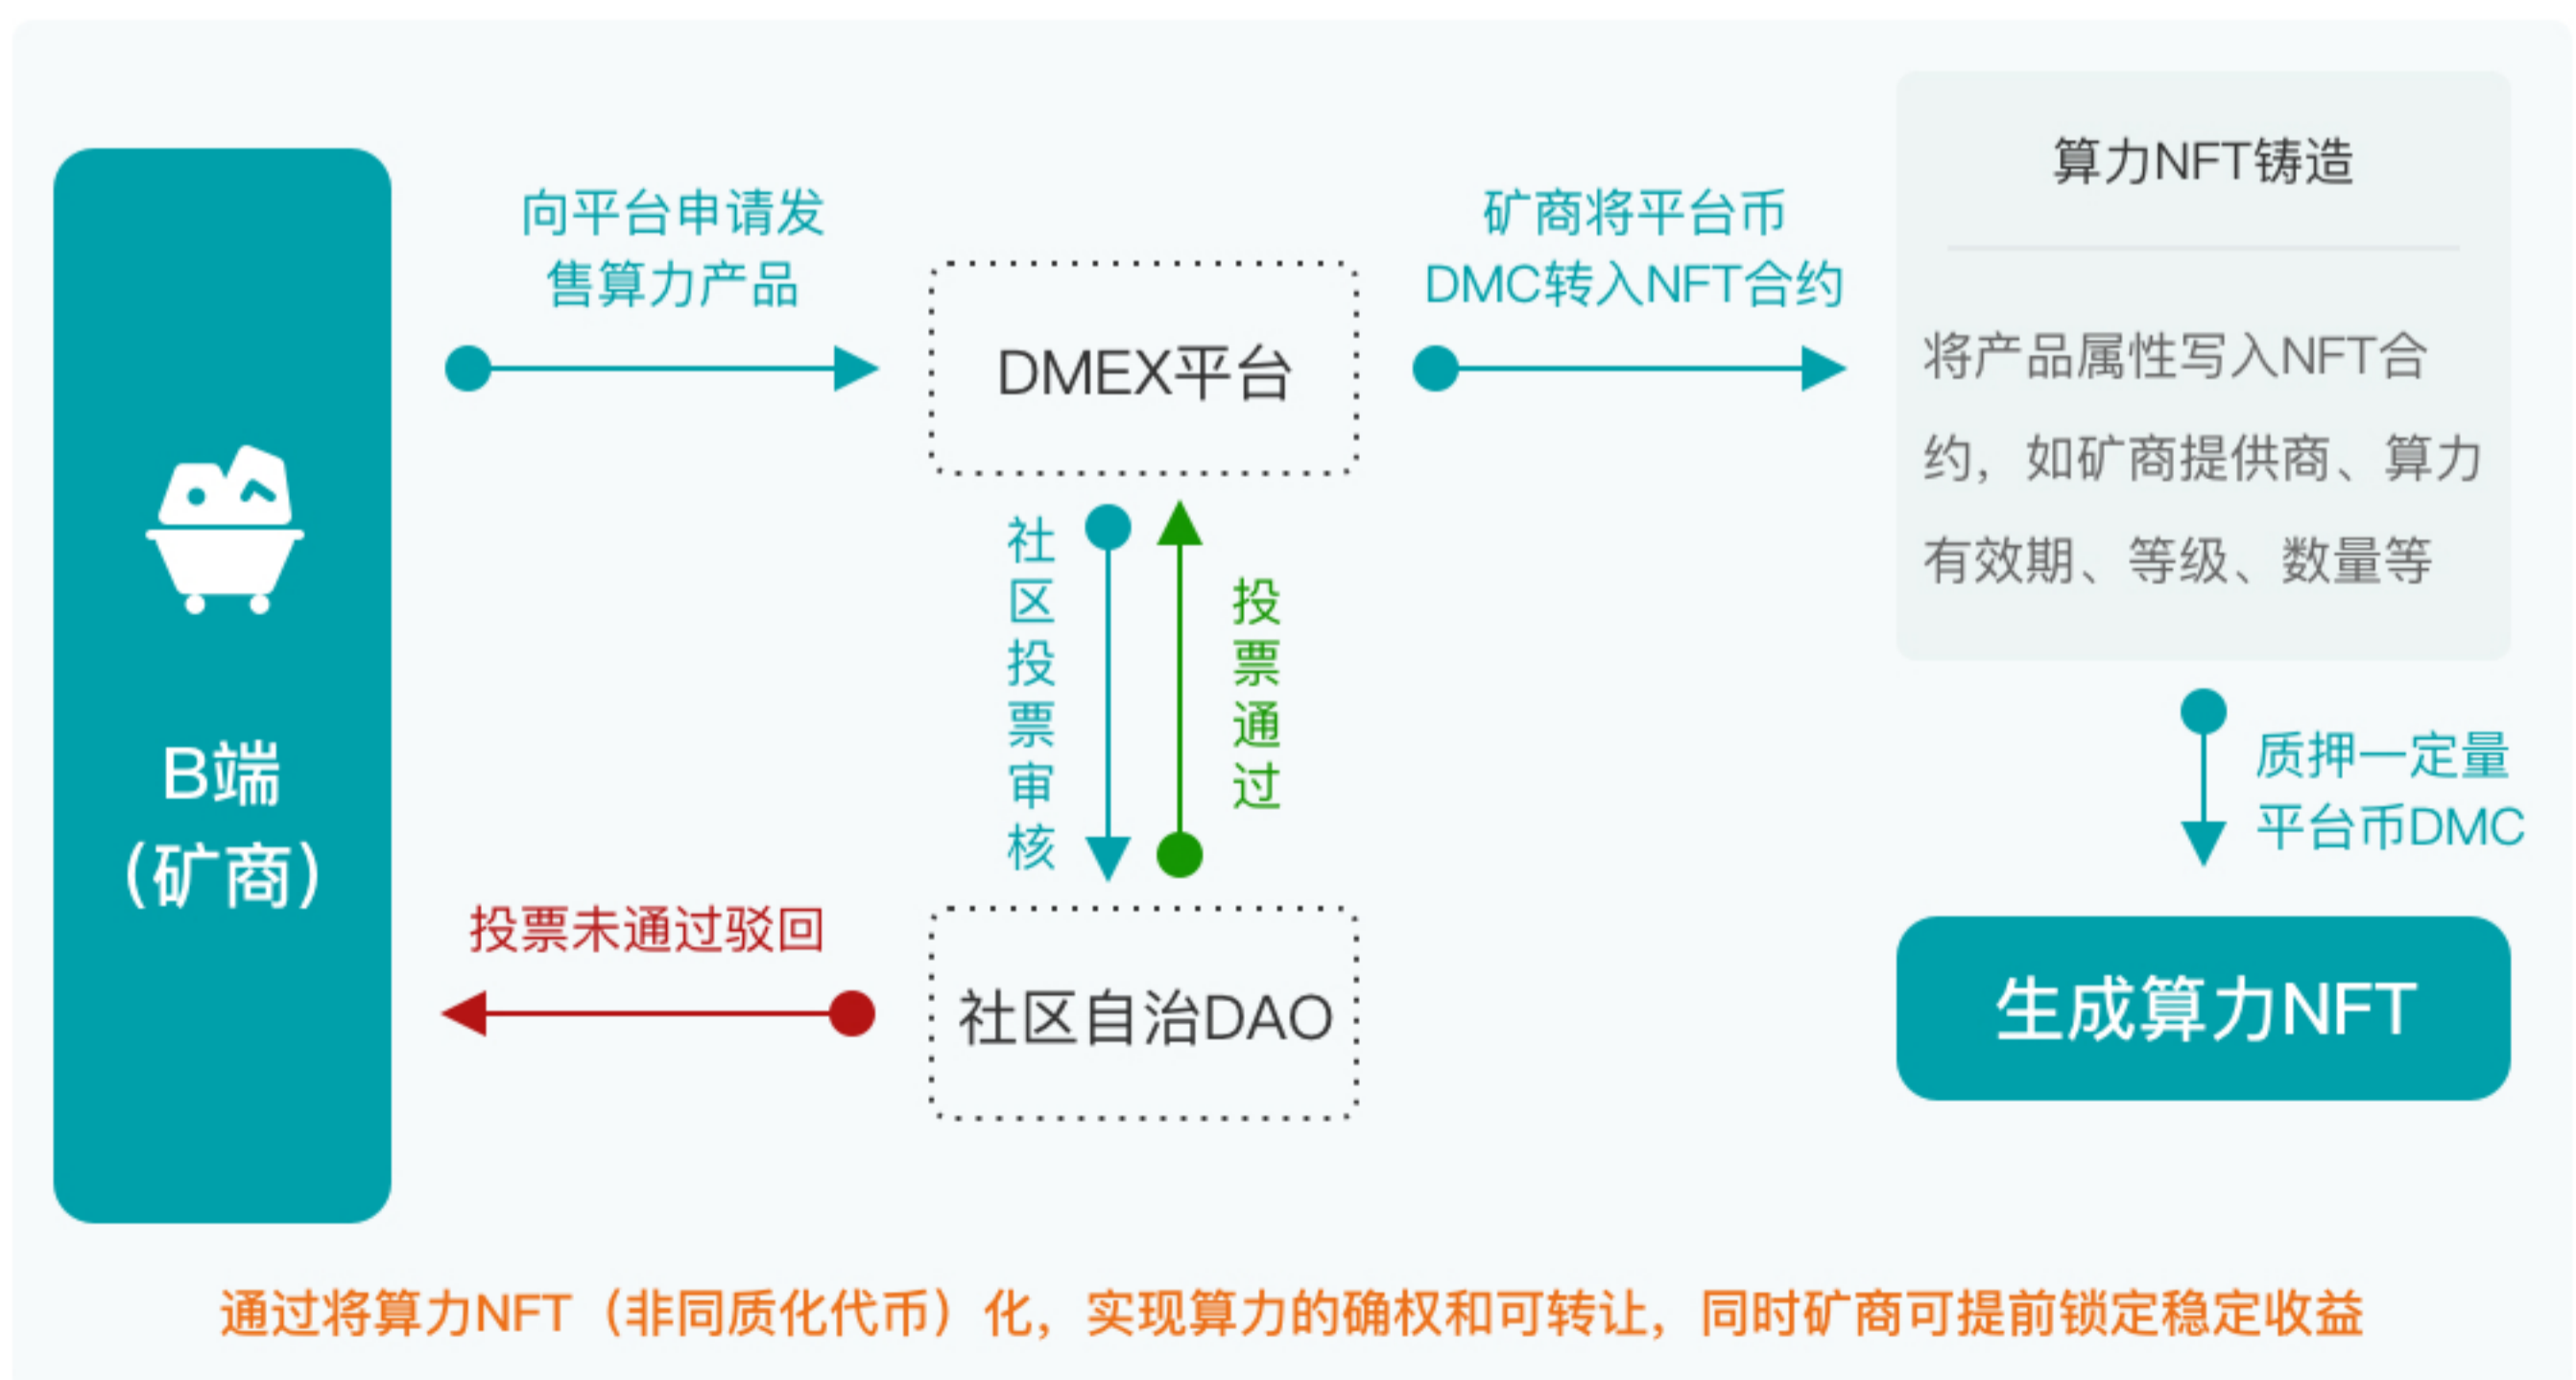 B端
（矿商）
向平台申请发
售算力产品
DMEX平台
社区投票审核
投票通过
投票未通过驳回
社区自治DAO
矿商将平台币
DMC转入NFT合约
算力NFT铸造
将产品属性写入NFT合
约，如矿商提供商、算力
有效期、等级、数量等
质押一定量
平台币DMC
生成算力NFT
通过将算力NFT（非同质化代币）化，实现算力的确权和可转让，同时矿商可提前锁定稳定收益